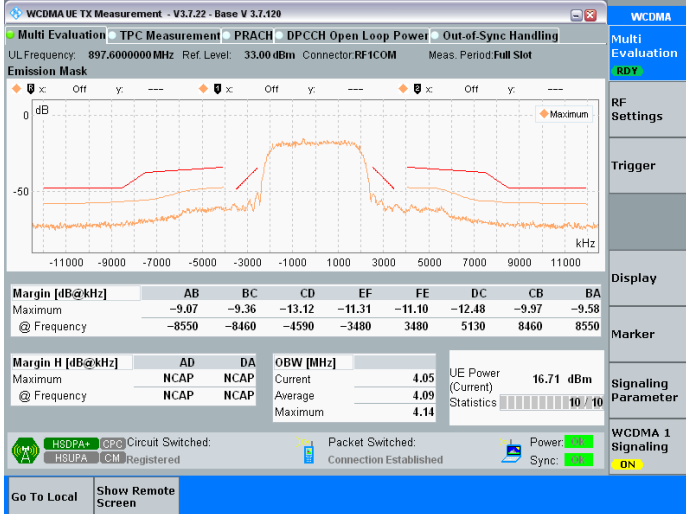 WCDMA UE TX Measurement - V3.7.22 - Base V 3.7.120
WCDMA
Multi Evaluation TPC Measurement PRACH DPCCH Open Loop Power Out-of-Sync Handling
Multi
Evaluation
RDY
UL Frequency: 897.6000000 MHz Ref. Level: 33.00 dBm Connector:RF1COM Meas. Period:Full Slot
Emission Mask
R x: Off y: --- 1 x: Off y: --- 2 x: Off y: ---
dB
Maximum
0
-50
kHz
-11000 -9000 -7000 -5000 -3000 -1000 1000 3000 5000 7000 9000 11000
RF
Settings
Trigger
Display
Marker
Signaling
Parameter
WCDMA 1
Signaling
ON
Margin [dB@kHz] AB BC CD EF FE DC CB BA
Maximum -9.07 -9.36 -13.12 -11.31 -11.10 -12.48 -9.97 -9.58
@ Frequency -8550 -8460 -4590 -3480 3480 5130 8460 8550
Margin H [dB@kHz] AD DA
Maximum NCAP NCAP
@ Frequency NCAP NCAP
OBW [MHz]
Current 4.05
Average 4.09
Maximum 4.14
UE Power
(Current) 16.71 dBm
Statistics 10 / 10
HSDPA+ CPC Circuit Switched: Packet Switched: Power: OK
HSUPA CM Registered Connection Established Sync: OK
Go To Local
Show Remote
Screen